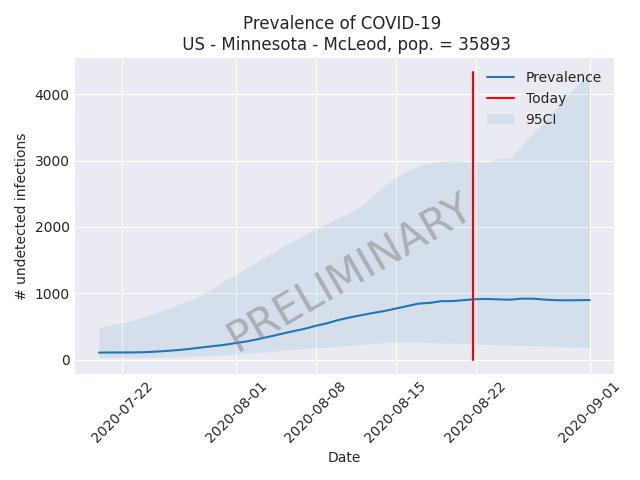 Prevalence of COVID-19
US - Minnesota - McLeod, pop. = 35893
Prevalence
Today
95CI
4000
3000
2000
1000
0
# undetected infections
PRELIMINARY
2020-07-22
2020-08-01
2020-08-08
2020-08-15
2020-08-22
2020-09-01
Date